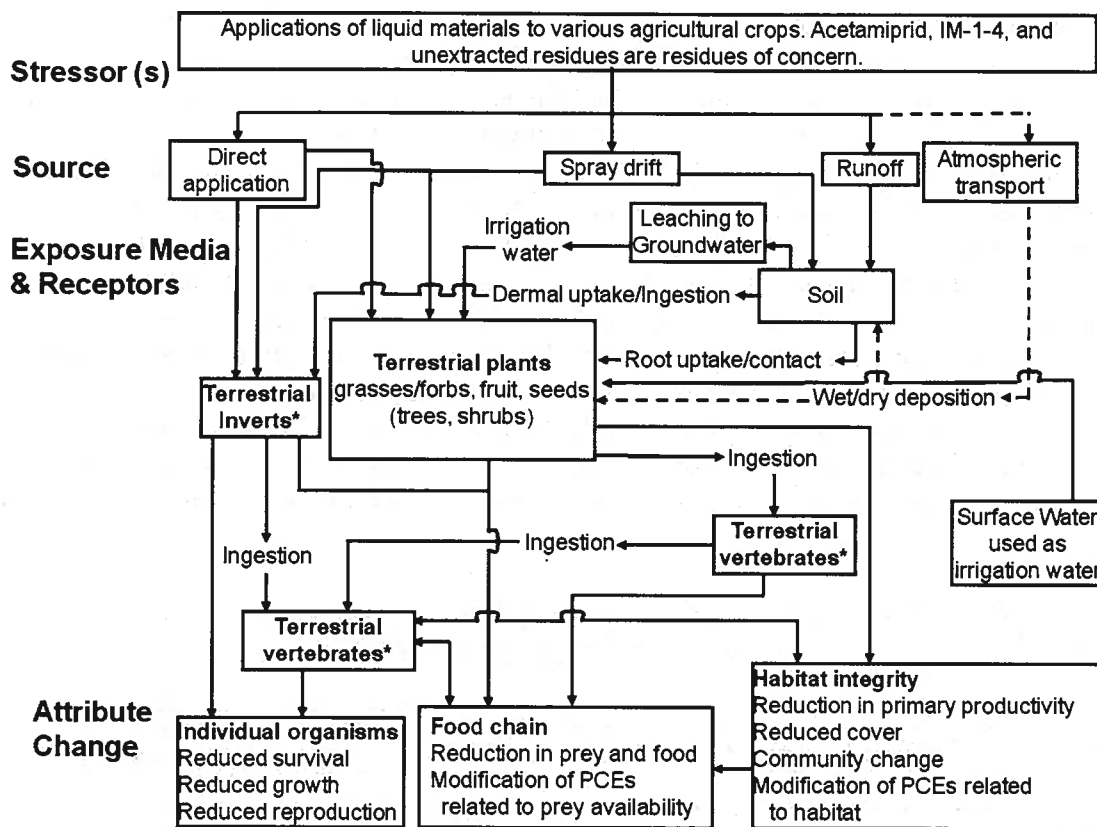 Applications of liquid materials to various agricultural crops. Acetamiprid, IM-1-4, and
unextracted residues are residues of concern.
Stressor (s)
Source
Direct
application
Spray drift
Runoff
Atmospheric
transport
Exposure Media
& Receptors
Irrigation
water
Leaching to
Groundwater
Dermal uptake/Ingestion
Soil
Terrestrial plants
grasses/forbs, fruit, seeds
(trees, shrubs)
Root uptake/contact
Wet/dry deposition
Terrestrial
Inverts*
Ingestion
Surface Water
used as
irrigation water
Terrestrial
vertebrates*
Ingestion
Ingestion
Terrestrial
vertebrates*
Attribute
Change
Individual organisms
Reduced survival
Reduced growth
Reduced reproduction
Food chain
Reduction in prey and food
Modification of PCEs
related to prey availability
Habitat integrity
Reduction in primary productivity
Reduced cover
Community change
Modification of PCEs related
to habitat